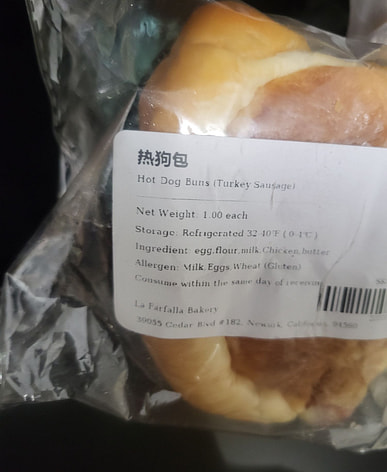 热狗包
Hot Dog Buns (Turkey Sausage)
Net Weight: 1.00 each
Storage: Refrigerated 32-40°F ( 0-4°C )
Ingredient: egg,flour,milk,Chicken,butter
Allergen: Milk,Eggs,Wheat (Gluten)
Consume within the same day of receiving
La Farfalla Bakery
39055 Cedar Blvd #182, Newark, California, 94560